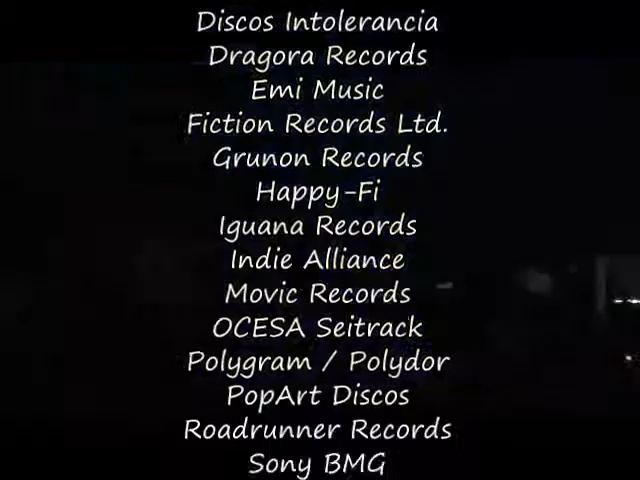 Discos Intolerancia
Dragora Records
Emi Music
Fiction Records Ltd.
Grunon Records
Happy-Fi
Iguana Records
Indie Alliance
Movic Records
OCESA Seitrack
Polygram / Polydor
PopArt Discos
Roadrunner Records
Sony BMG